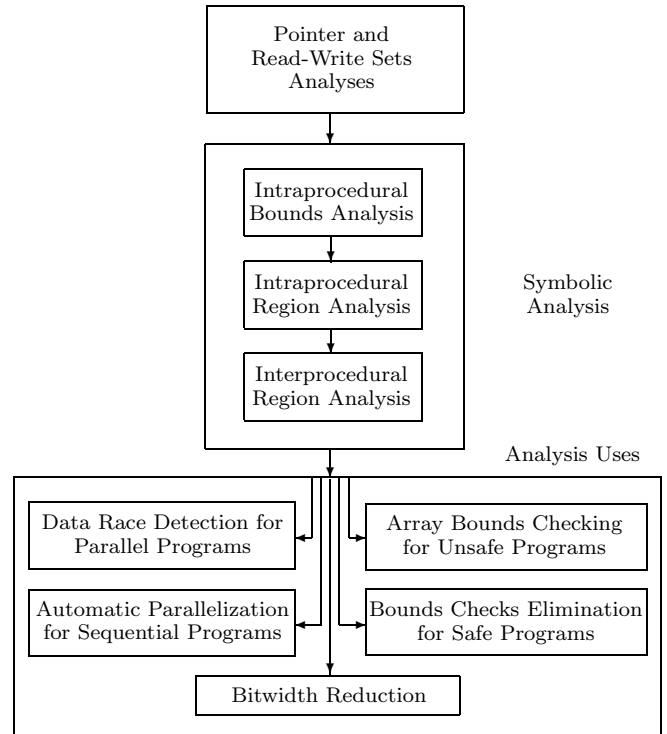 Pointer and
Read-Write Sets
Analyses
Intraprocedural
Bounds Analysis
Intraprocedural
Region Analysis
Symbolic
Analysis
Interprocedural
Region Analysis
Analysis Uses
Data Race Detection for
Parallel Programs
Array Bounds Checking
for Unsafe Programs
Automatic Parallelization
for Sequential Programs
Bounds Checks Elimination
for Safe Programs
Bitwidth Reduction